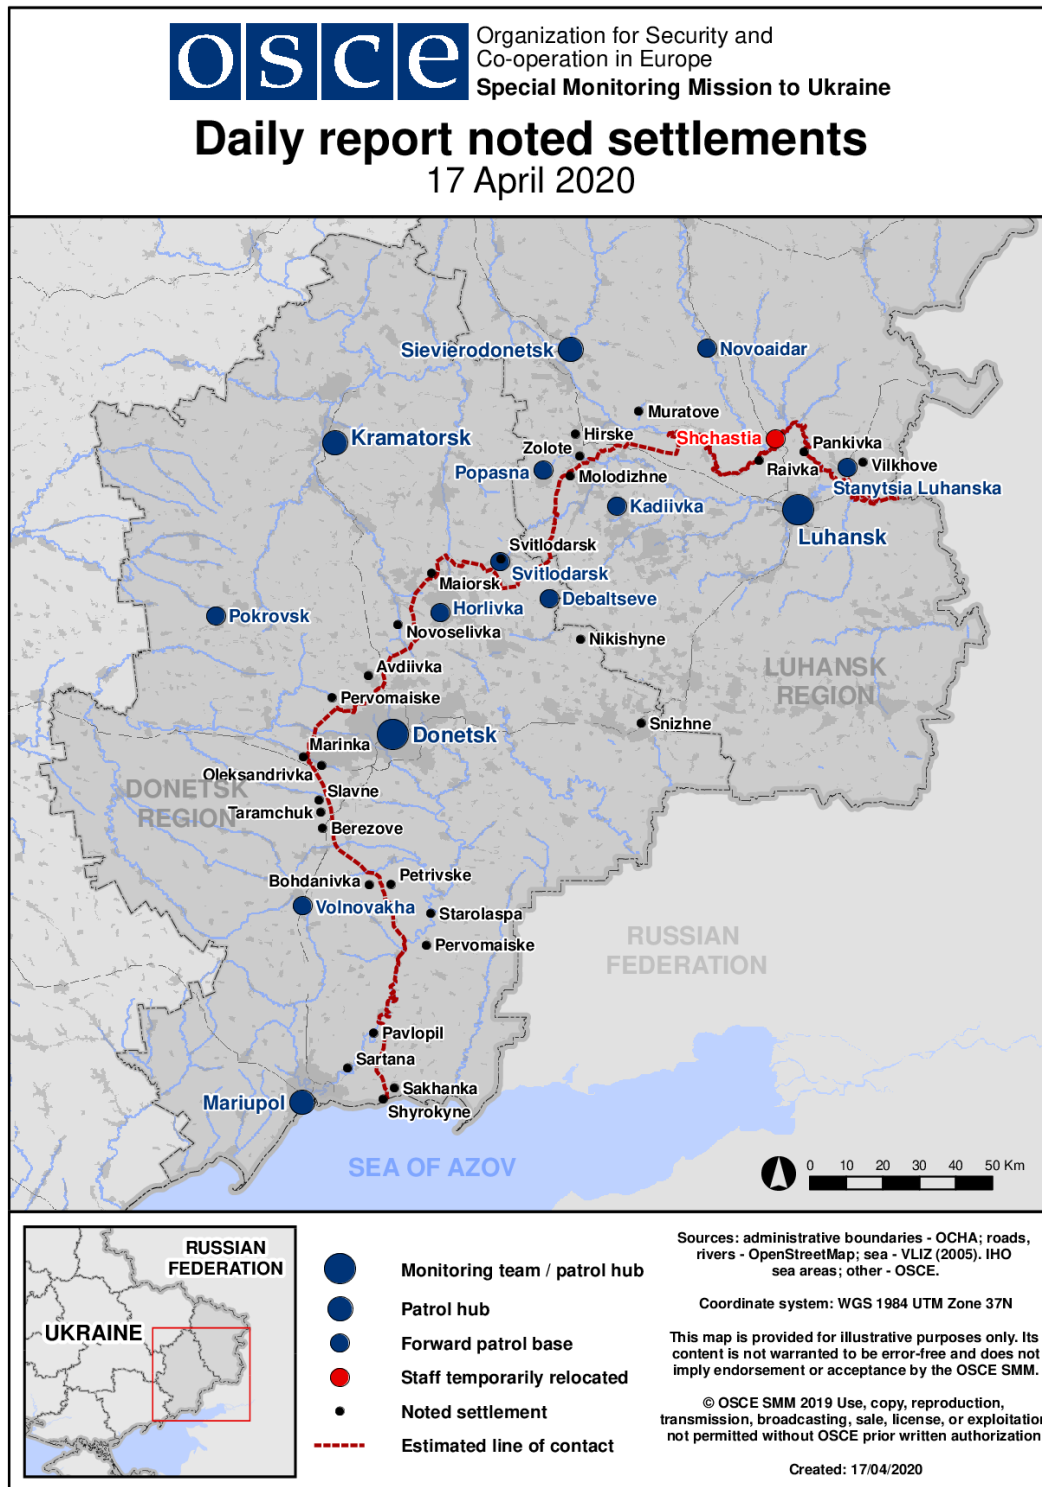 osce
Organization for Security and
Co-operation in Europe
Special Monitoring Mission to Ukraine
Daily report noted settlements
17 April 2020
Sievierodonetsk
Novoaidar
Muratove
Kramatorsk
Hirske
Shchastia
Zolote
Pankivka
Popasna
Molodizhne
Raivka
Vilkhove
Stanytsia Luhanska
Kadiivka
Luhansk
Svitlodarsk
Svitlodarsk
Maiorsk
Debaltseve
Horlivka
Pokrovsk
Novoselivka
Nikishyne
Avdiivka
LUHANSK
REGION
Pervomaiske
Snizhne
Donetsk
Marinka
Oleksandrivka
DONETSK
REGION
Slavne
Taramchuk
Berezove
Bohdanivka
Petrivske
Volnovakha
Starolaspa
Pervomaiske
RUSSIAN
FEDERATION
Pavlopil
Sartana
Sakhanka
Mariupol
Shyrokyne
SEA OF AZOV
0 10 20 30 40 50 Km
RUSSIAN
FEDERATION
UKRAINE
Monitoring team / patrol hub
Patrol hub
Forward patrol base
Staff temporarily relocated
Noted settlement
Estimated line of contact
Sources: administrative boundaries - OCHA; roads,
rivers - OpenStreetMap; sea - VLIZ (2005). IHO
sea areas; other - OSCE.
Coordinate system: WGS 1984 UTM Zone 37N
This map is provided for illustrative purposes only. Its
content is not warranted to be error-free and does not
imply endorsement or acceptance by the OSCE SMM.
© OSCE SMM 2019 Use, copy, reproduction,
transmission, broadcasting, sale, license, or exploitation
not permitted without OSCE prior written authorization
Created: 17/04/2020